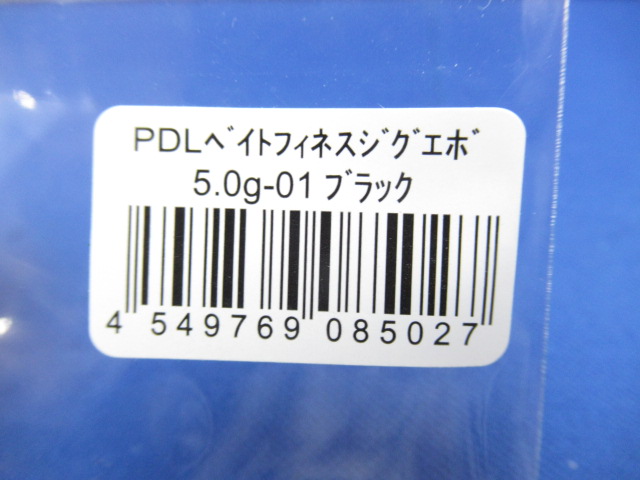 PDLﾍﾞｲﾄﾌｨﾈｽｼﾞｸﾞｴﾎﾞ
5.0g-01 ﾌﾞﾗｯｸ
4 549769 085027